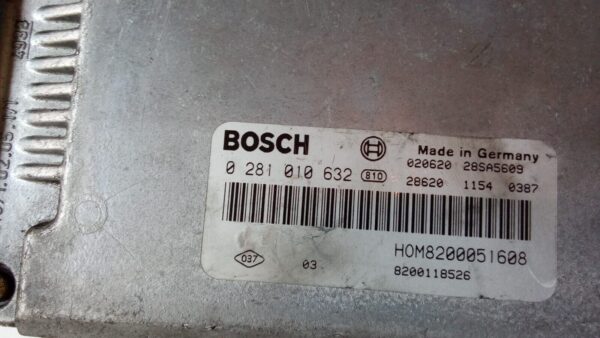 BOSCH
Made in Germany
0 281 010 632 810
020620 28SA5609
28620 1154 0387
HOM8200051608
037
03
8200118526